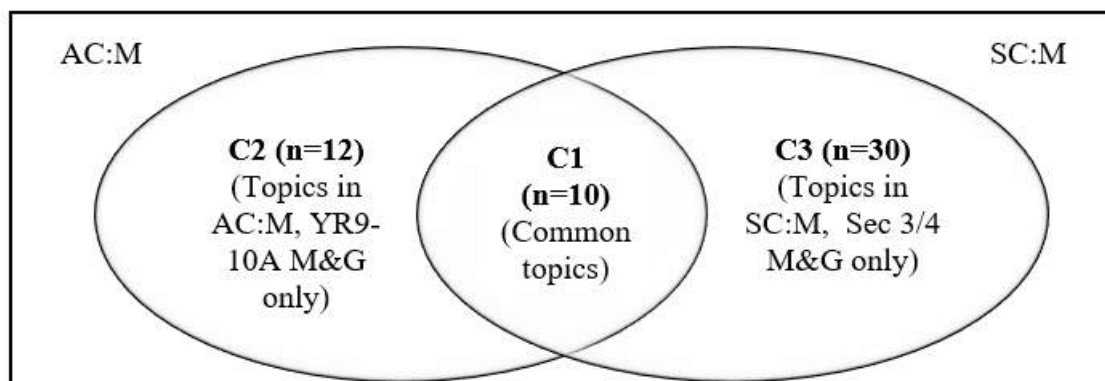 AC:M
SC:M
C2 (n=12)
(Topics in
AC:M, YR9-
10A M&G
only)
C1
(n=10)
(Common
topics)
C3 (n=30)
(Topics in
SC:M, Sec 3/4
M&G only)